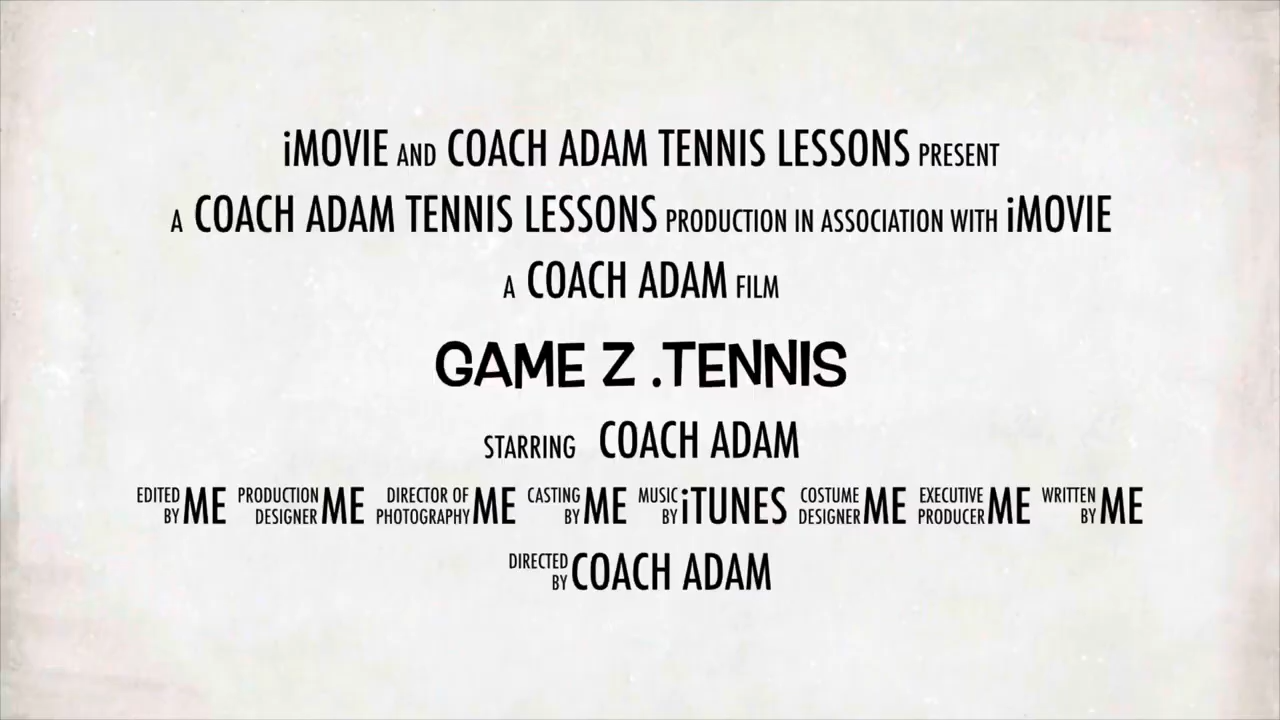 iMOVIE AND COACH ADAM TENNIS LESSONS PRESENT
A COACH ADAM TENNIS LESSONS PRODUCTION IN ASSOCIATION WITH iMOVIE
A COACH ADAM FILM
GAME Z .TENNIS
STARRING COACH ADAM
EDITED BY ME PRODUCTION DESIGNER ME DIRECTOR OF PHOTOGRAPHY ME CASTING BY ME MUSIC BY iTUNES COSTUME DESIGNER ME EXECUTIVE PRODUCER ME WRITTEN BY ME
DIRECTED BY COACH ADAM